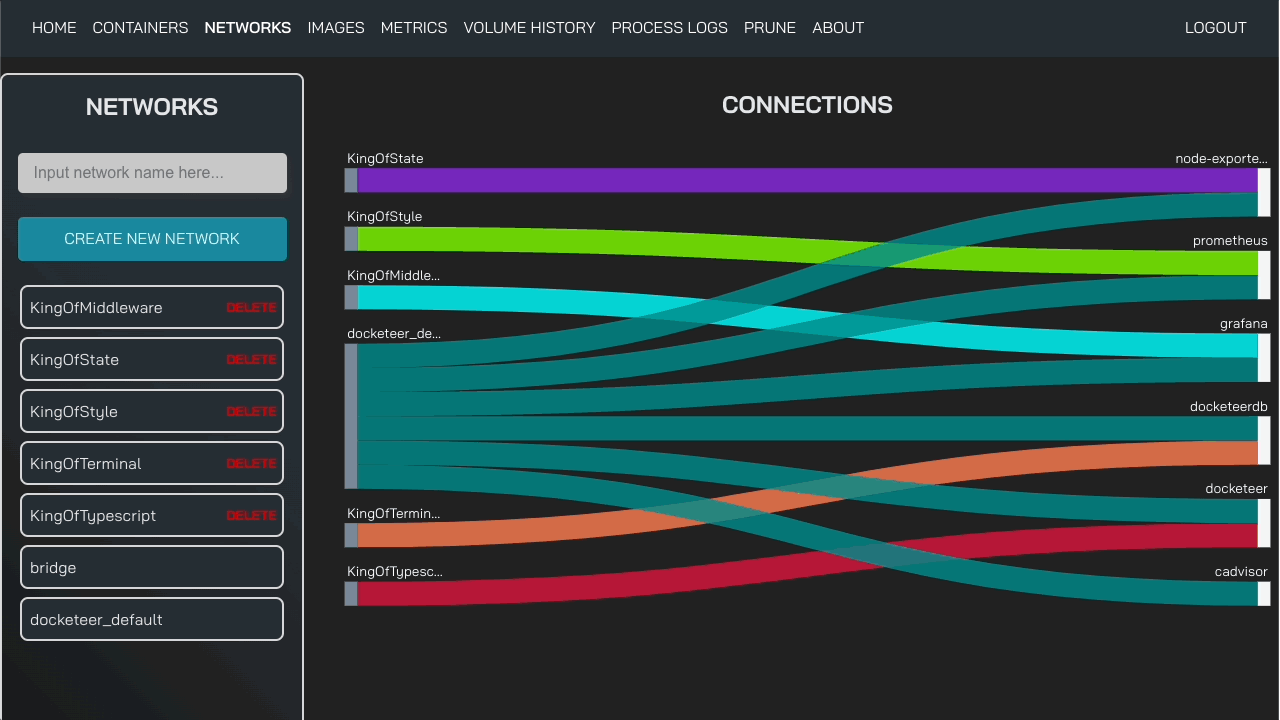 HOME CONTAINERS NETWORKS IMAGES METRICS VOLUME HISTORY PROCESS LOGS PRUNE ABOUT LOGOUT
NETWORKS
Input network name here...
CREATE NEW NETWORK
KingOfMiddleware DELETE
KingOfState DELETE
KingOfStyle DELETE
KingOfTerminal DELETE
KingOfTypescript DELETE
bridge
docketeer_default
CONNECTIONS
KingOfState
KingOfStyle
KingOfMiddle...
docketeer_de...
KingOfTermin...
KingOfTypesc...
node-exporte...
prometheus
grafana
docketeerdb
docketeer
cadvisor